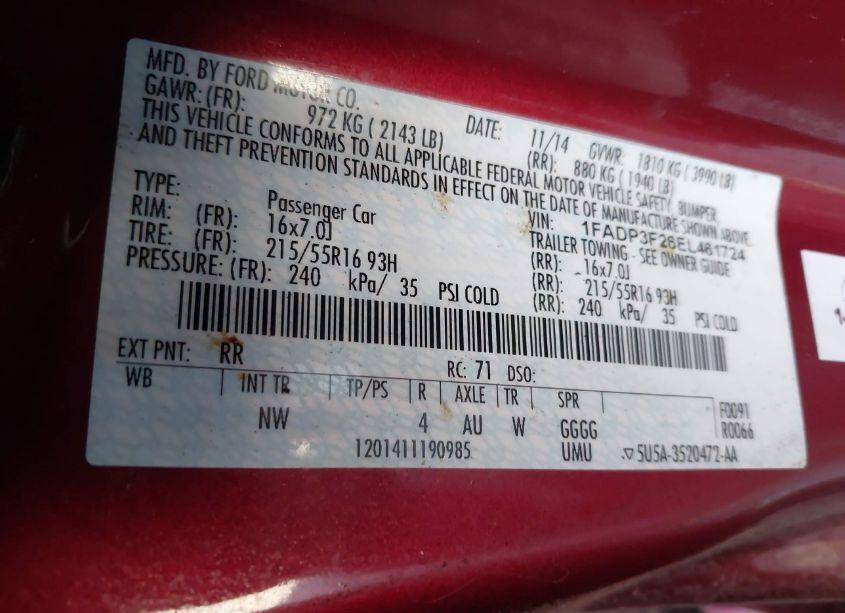 MFD. BY FORD MOTOR CO.
DATE: 11/14 GVWR: 1810 KG ( 3990 LB)
GAWR: (FR): 972 KG ( 2143 LB) (RR): 880 KG ( 1940 LB)
THIS VEHICLE CONFORMS TO ALL APPLICABLE FEDERAL MOTOR VEHICLE SAFETY, BUMPER,
AND THEFT PREVENTION STANDARDS IN EFFECT ON THE DATE OF MANUFACTURE SHOWN ABOVE.
VIN: 1FADP3F26EL461724
TYPE: Passenger Car TRAILER TOWING - SEE OWNER GUIDE
RIM: (FR): 16x7.0J (RR): 16x7.0J
TIRE: (FR): 215/55R16 93H (RR): 215/55R16 93H
PRESSURE: (FR): 240 kPa/ 35 PSI COLD (RR): 240 kPa/ 35 PSI COLD
EXT PNT: RR RC: 71 DSO:
WB INT TR TP/PS R AXLE TR SPR
NW 4 AU W GGGG
F0091
R0066
1201411190985 UMU ▽5U5A-3520472-AA